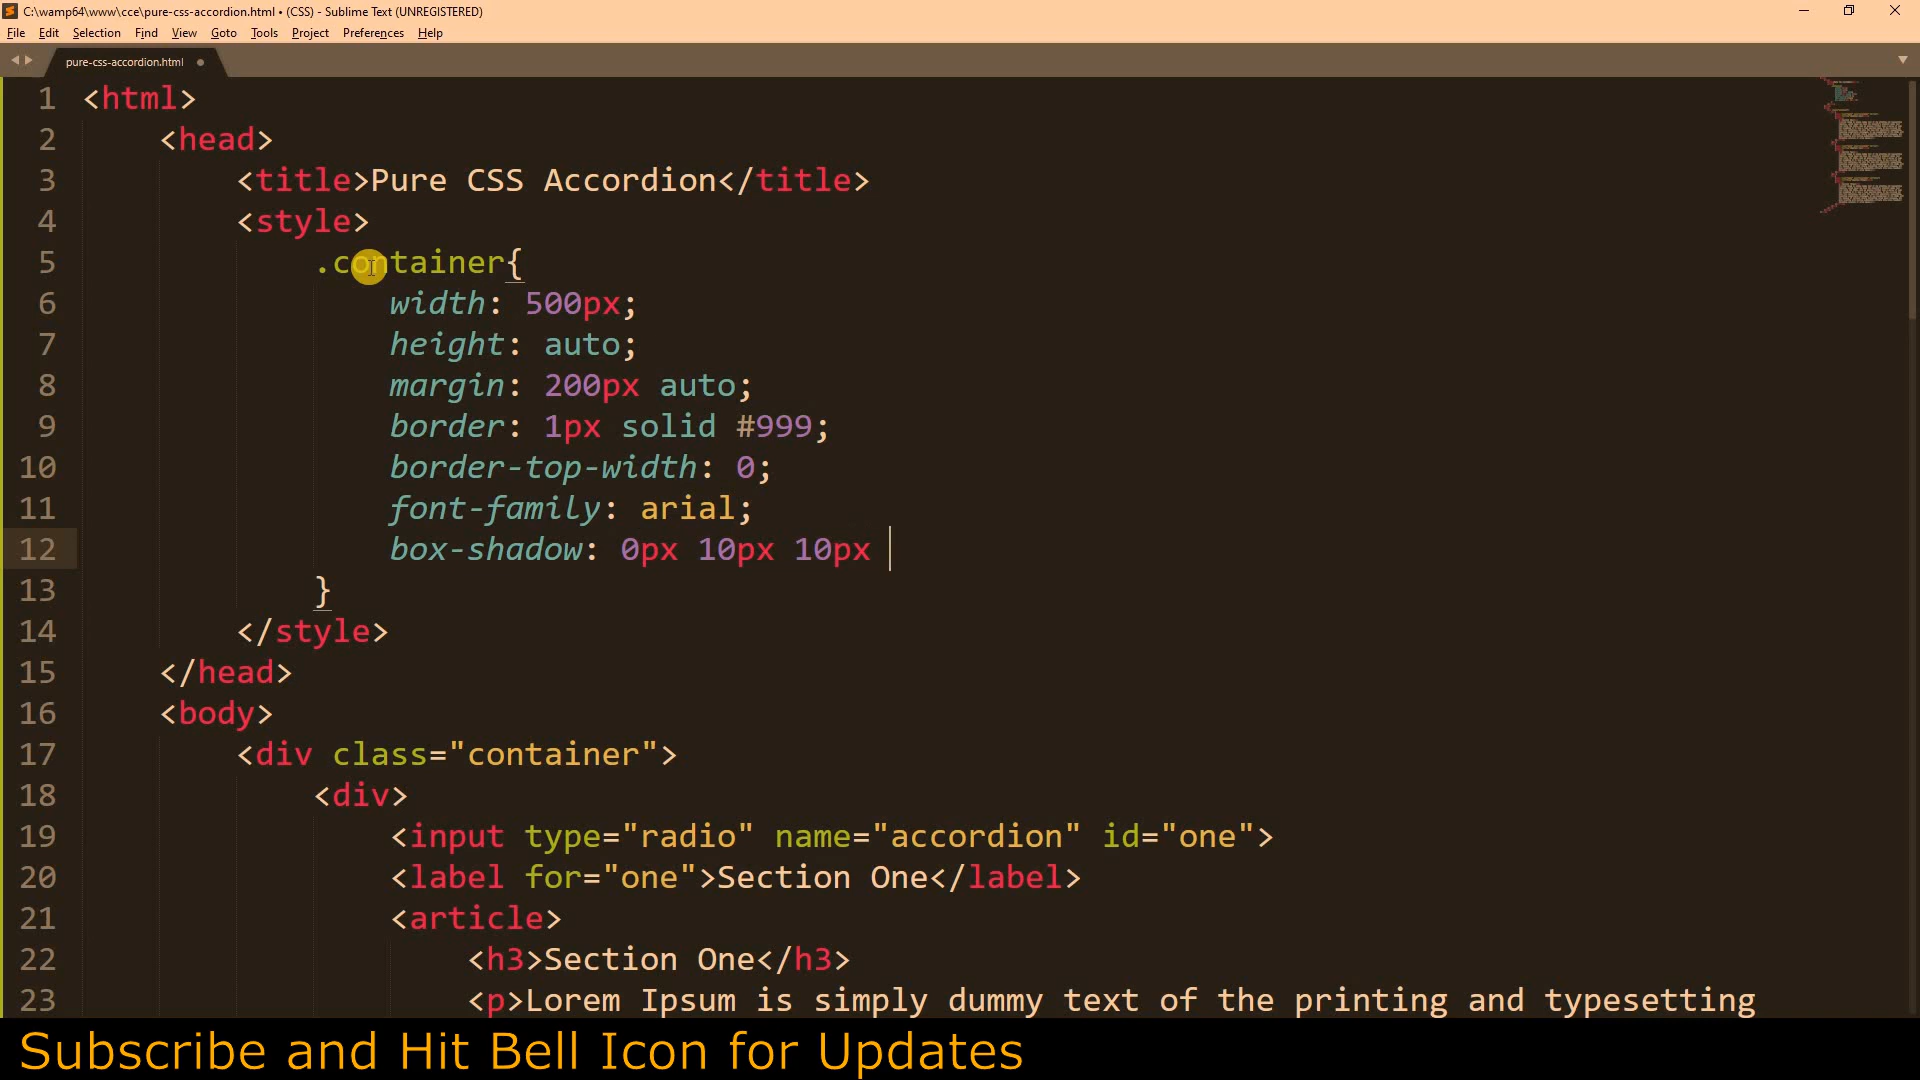 C:\wamp64\www\cce\pure-css-accordion.html • (CSS) - Sublime Text (UNREGISTERED)
File Edit Selection Find View Goto Tools Project Preferences Help
pure-css-accordion.html
1 <html>
2 <head>
3 <title>Pure CSS Accordion</title>
4 <style>
5 .container{
6 width: 500px;
7 height: auto;
8 margin: 200px auto;
9 border: 1px solid #999;
10 border-top-width: 0;
11 font-family: arial;
12 box-shadow: 0px 10px 10px
13 }
14 </style>
15 </head>
16 <body>
17 <div class="container">
18 <div>
19 <input type="radio" name="accordion" id="one">
20 <label for="one">Section One</label>
21 <article>
22 <h3>Section One</h3>
23 <p>Lorem Ipsum is simply dummy text of the printing and typesetting
Subscribe and Hit Bell Icon for Updates